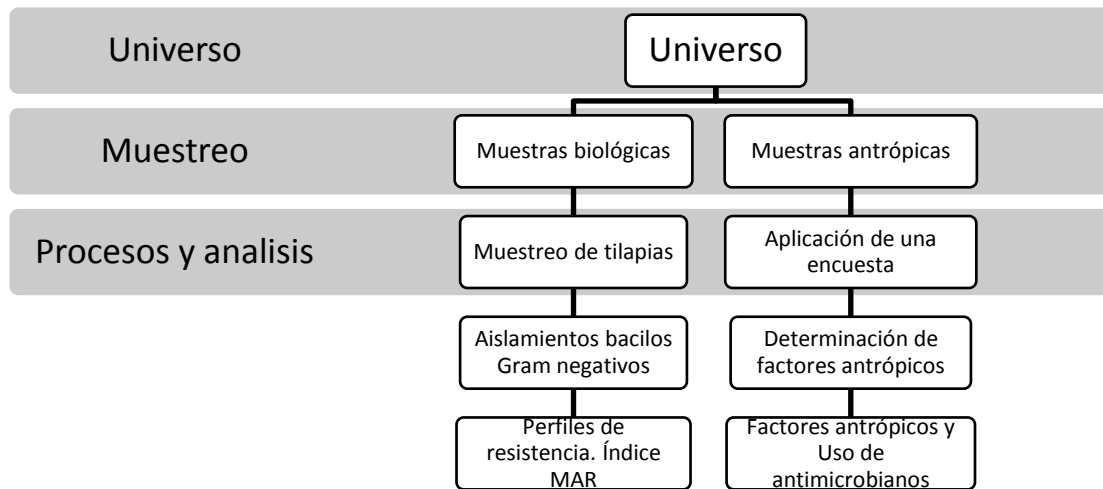 Universo
Universo
Muestreo
Muestras biológicas
Muestras antrópicas
Procesos y analisis
Muestreo de tilapias
Aplicación de una
encuesta
Aislamientos bacilos
Gram negativos
Determinación de
factores antrópicos
Perfiles de
resistencia. Índice
MAR
Factores antrópicos y
Uso de
antimicrobianos